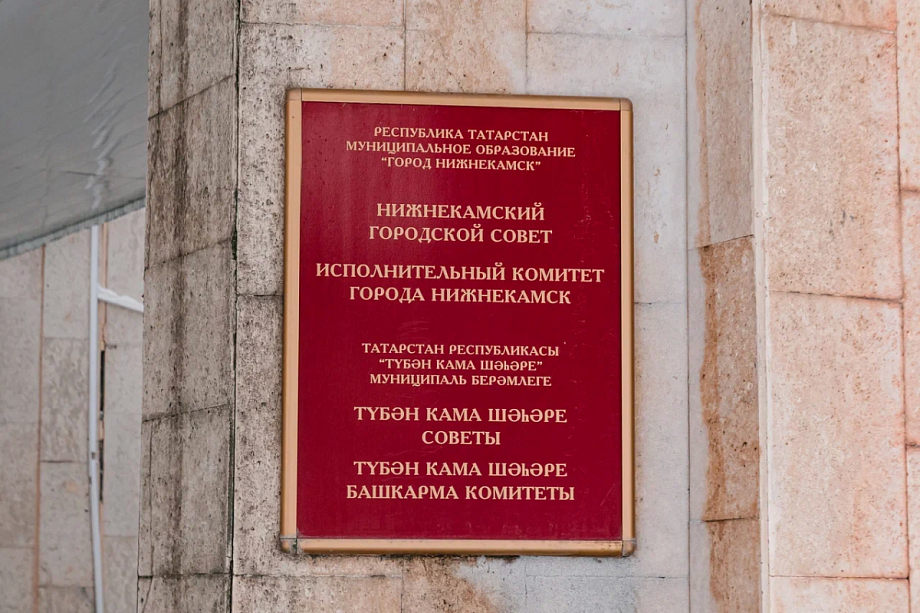 РЕСПУБЛИКА ТАТАРСТАН
МУНИЦИПАЛЬНОЕ ОБРАЗОВАНИЕ
“ГОРОД НИЖНЕКАМСК”
НИЖНЕКАМСКИЙ
ГОРОДСКОЙ СОВЕТ
ИСПОЛНИТЕЛЬНЫЙ КОМИТЕТ
ГОРОДА НИЖНЕКАМСК
ТАТАРСТАН РЕСПУБЛИКАСЫ
“ТҮБӘН КАМА ШӘҺӘРЕ”
МУНИЦИПАЛЬ БЕРӘМЛЕГЕ
ТҮБӘН КАМА ШӘҺӘРЕ
СОВЕТЫ
ТҮБӘН КАМА ШӘҺӘРЕ
БАШКАРМА КОМИТЕТЫ